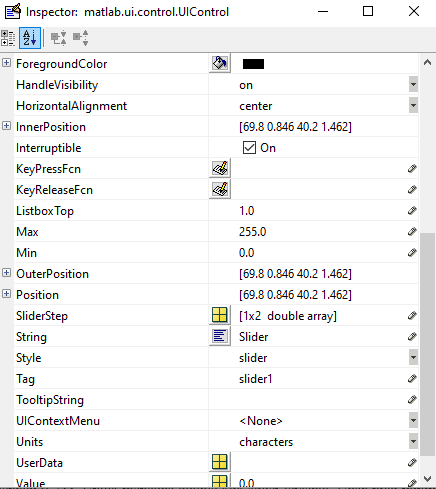 Inspector: matlab.ui.control.UIControl
ForegroundColor
HandleVisibility on
HorizontalAlignment center
InnerPosition [69.8 0.846 40.2 1.462]
Interruptible On
KeyPressFcn
KeyReleaseFcn
ListboxTop 1.0
Max 255.0
Min 0.0
OuterPosition [69.8 0.846 40.2 1.462]
Position [69.8 0.846 40.2 1.462]
SliderStep [1x2 double array]
String Slider
Style slider
Tag slider1
TooltipString
UIContextMenu <None>
Units characters
UserData
Value 0.0